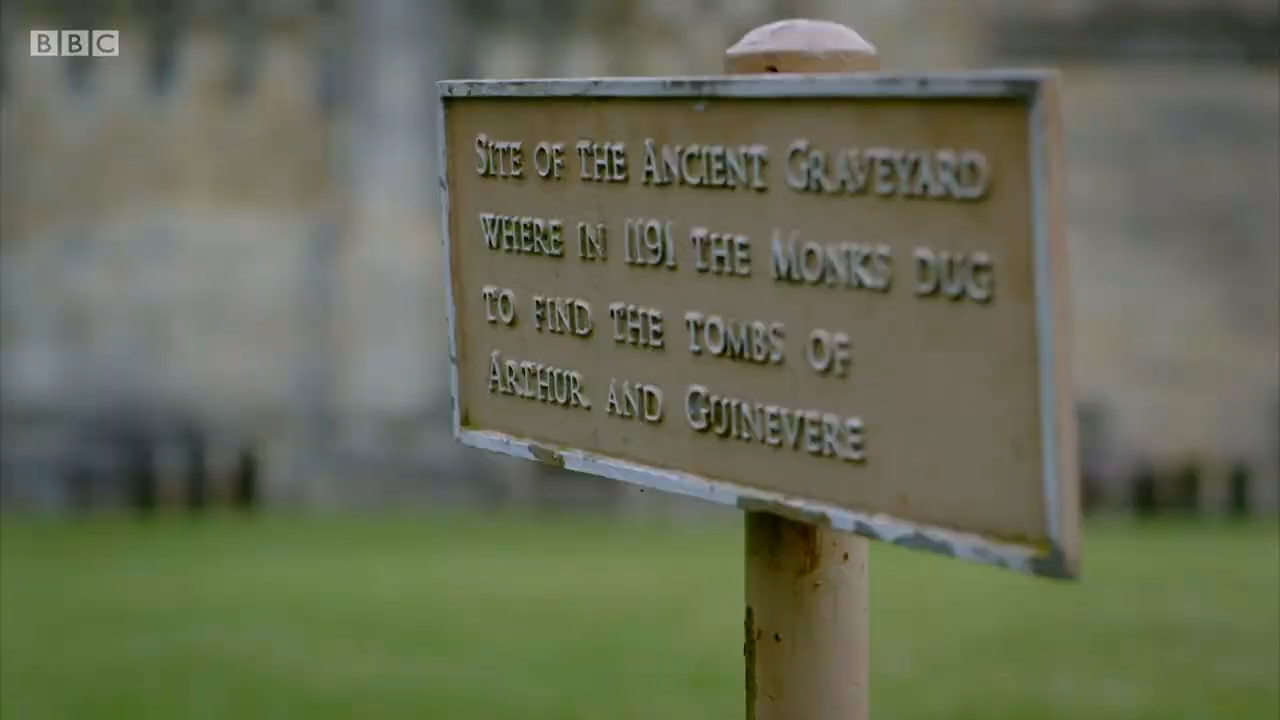 BBC
Site of the Ancient Graveyard
where in 1191 the Monks dug
to find the tombs of
Arthur and Guinevere